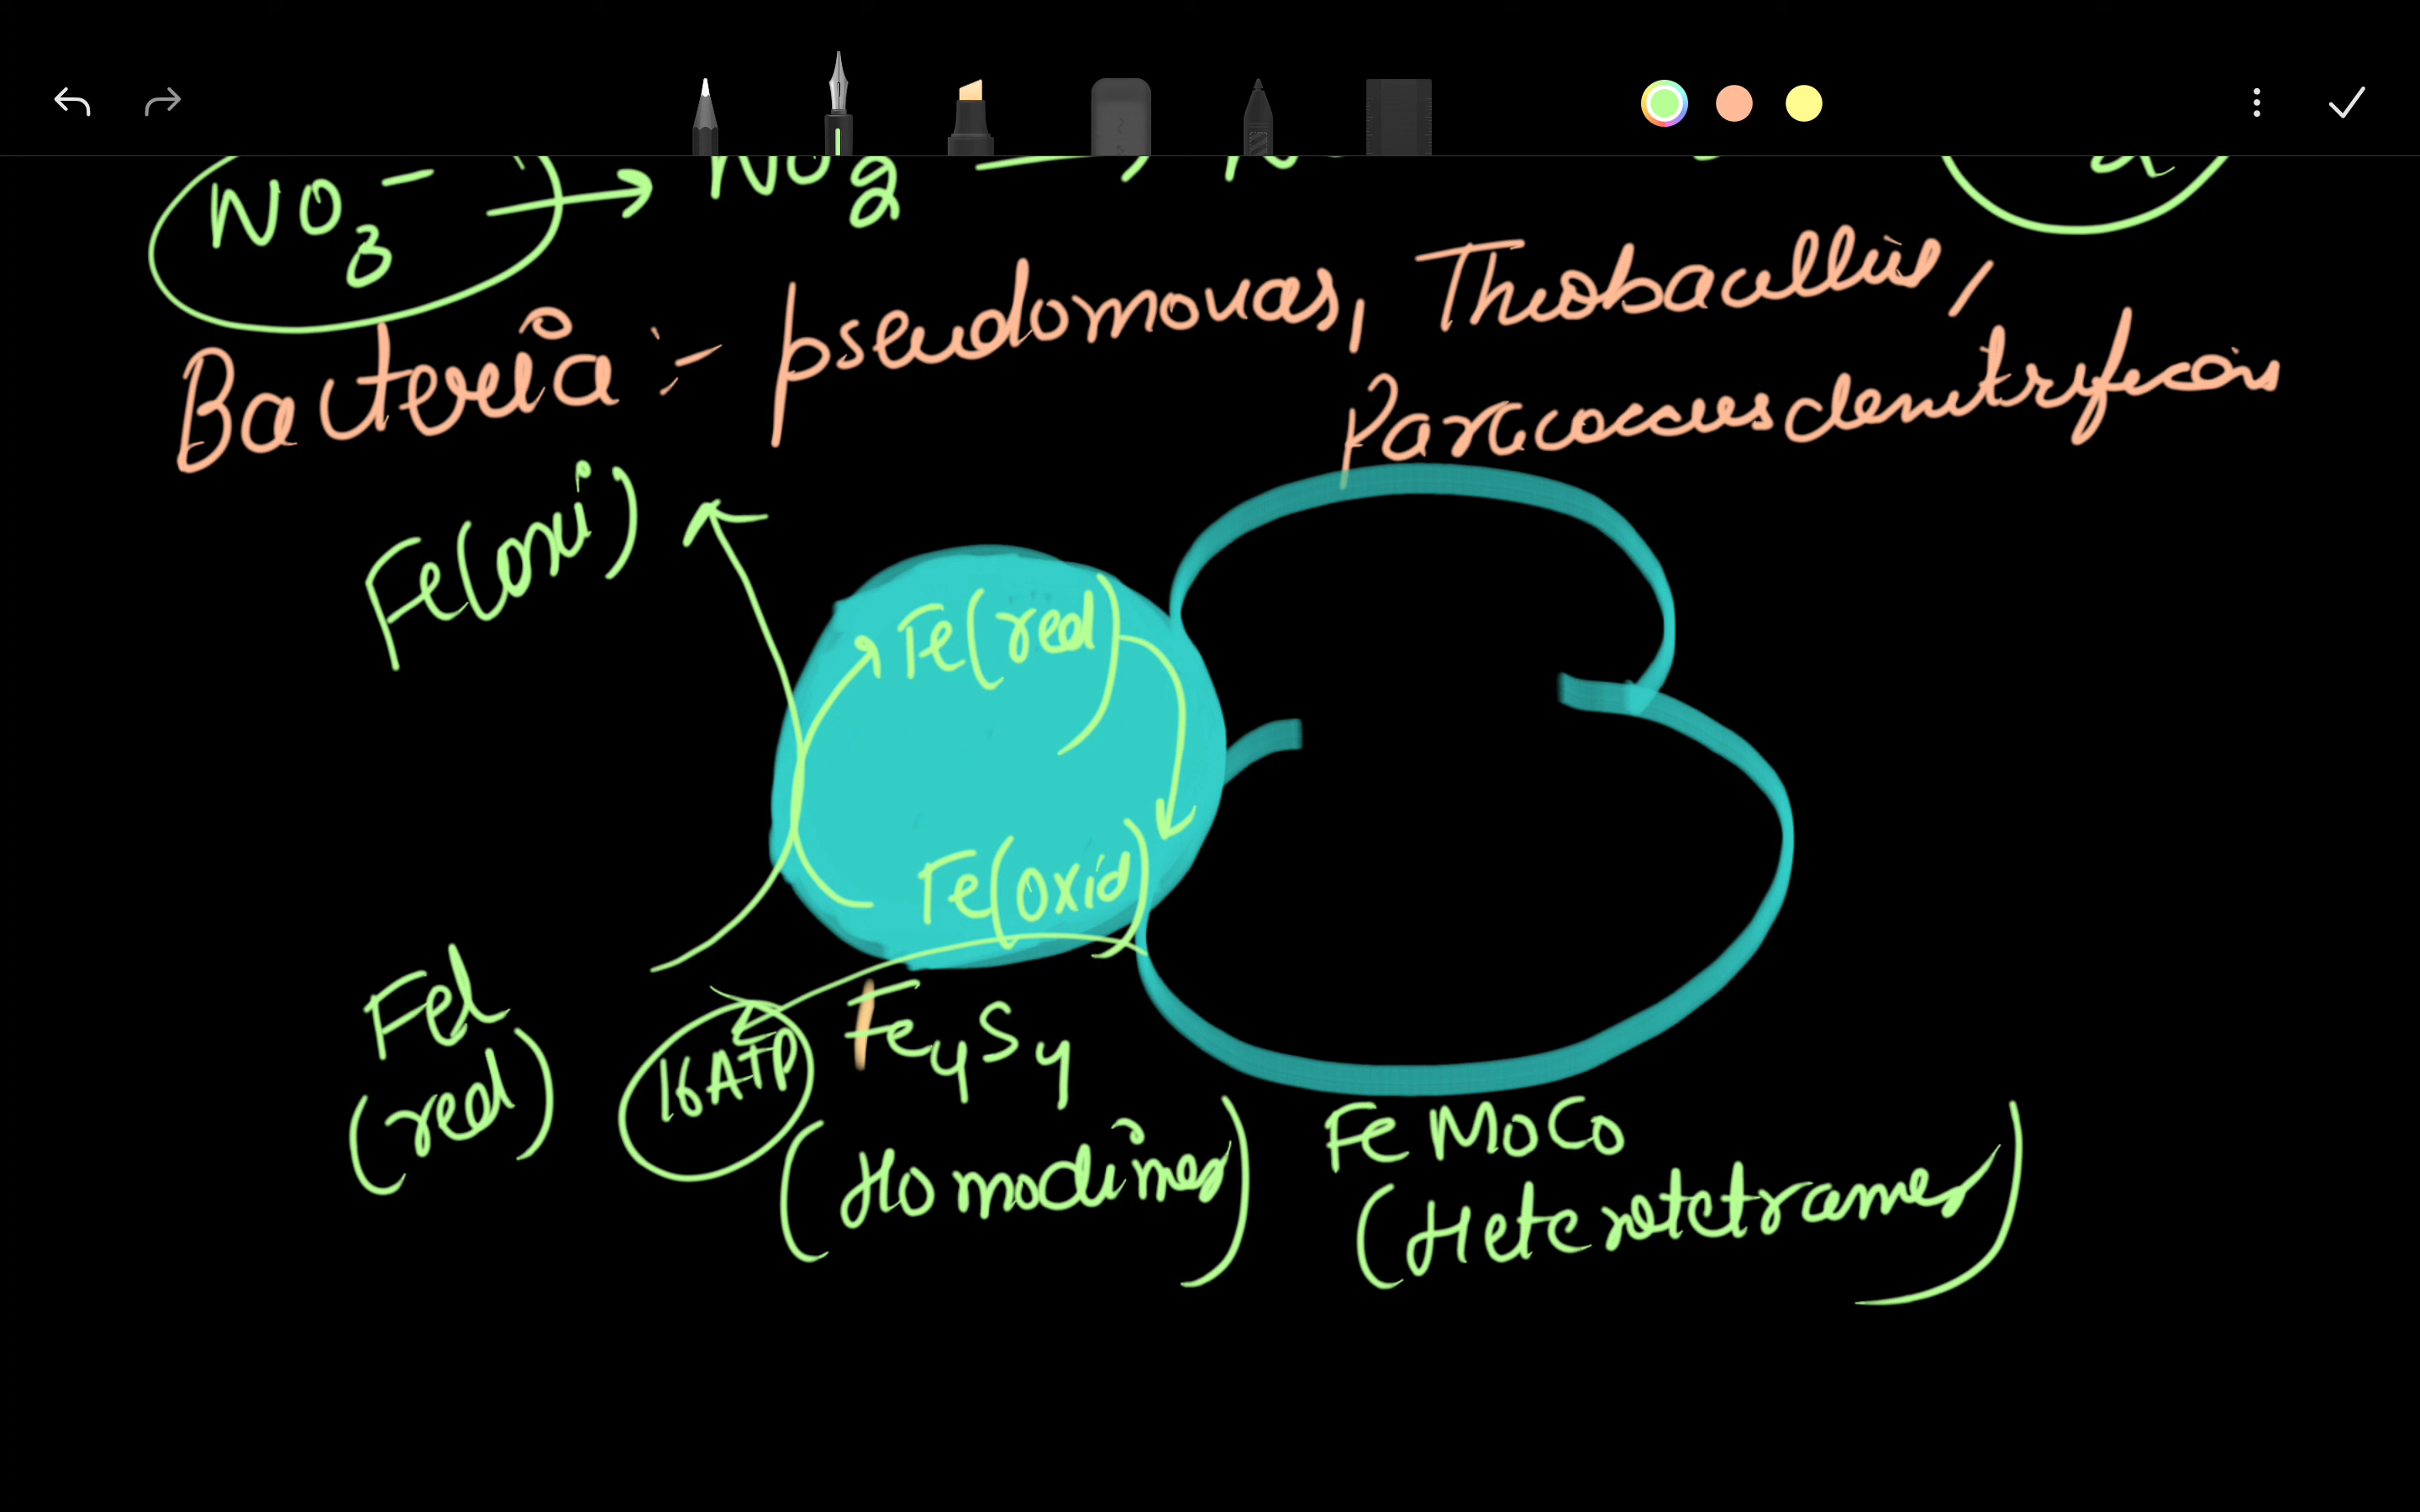 NO3- → NO2 →
Bacteria :- pseudomonas, Thiobacillus,
Paracoccus denitrificans
Fe(oxi)
Fe(red)
Fe(oxid)
Fed
(red)
16ATP
Fe4S4
(Homodimer)
FeMoCo
(Heterotetramer)